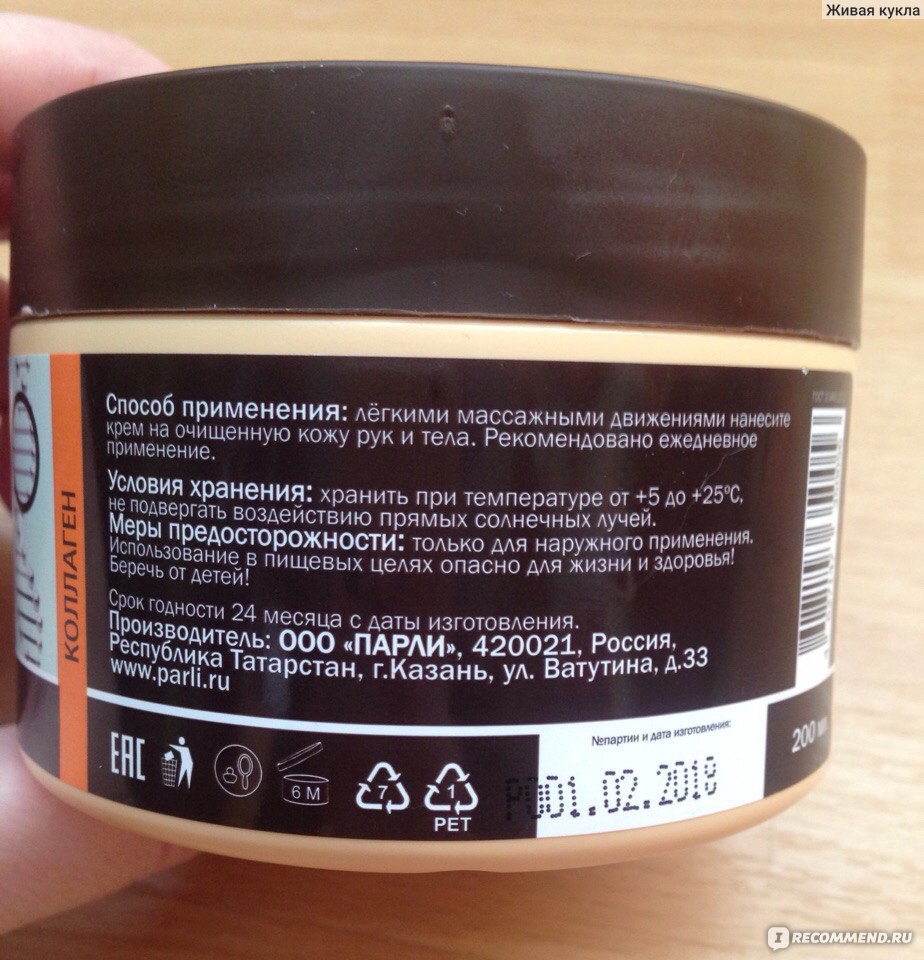 Живая кукла
КОЛЛАГЕН
Способ применения: лёгкими массажными движениями нанесите
крем на очищенную кожу рук и тела. Рекомендовано ежедневное
применение.
Условия хранения: хранить при температуре от +5 до +25°С,
не подвергать воздействию прямых солнечных лучей.
Меры предосторожности: только для наружного применения.
Использование в пищевых целях опасно для жизни и здоровья!
Беречь от детей!
Срок годности 24 месяца с даты изготовления.
Производитель: ООО «ПАРЛИ», 420021, Россия,
Республика Татарстан, г.Казань, ул. Ватутина, д.33
www.parli.ru
№партии и дата изготовления:
200
EAC
6 М
7
1
PET
01.02.2018
IRECOMMEND.RU